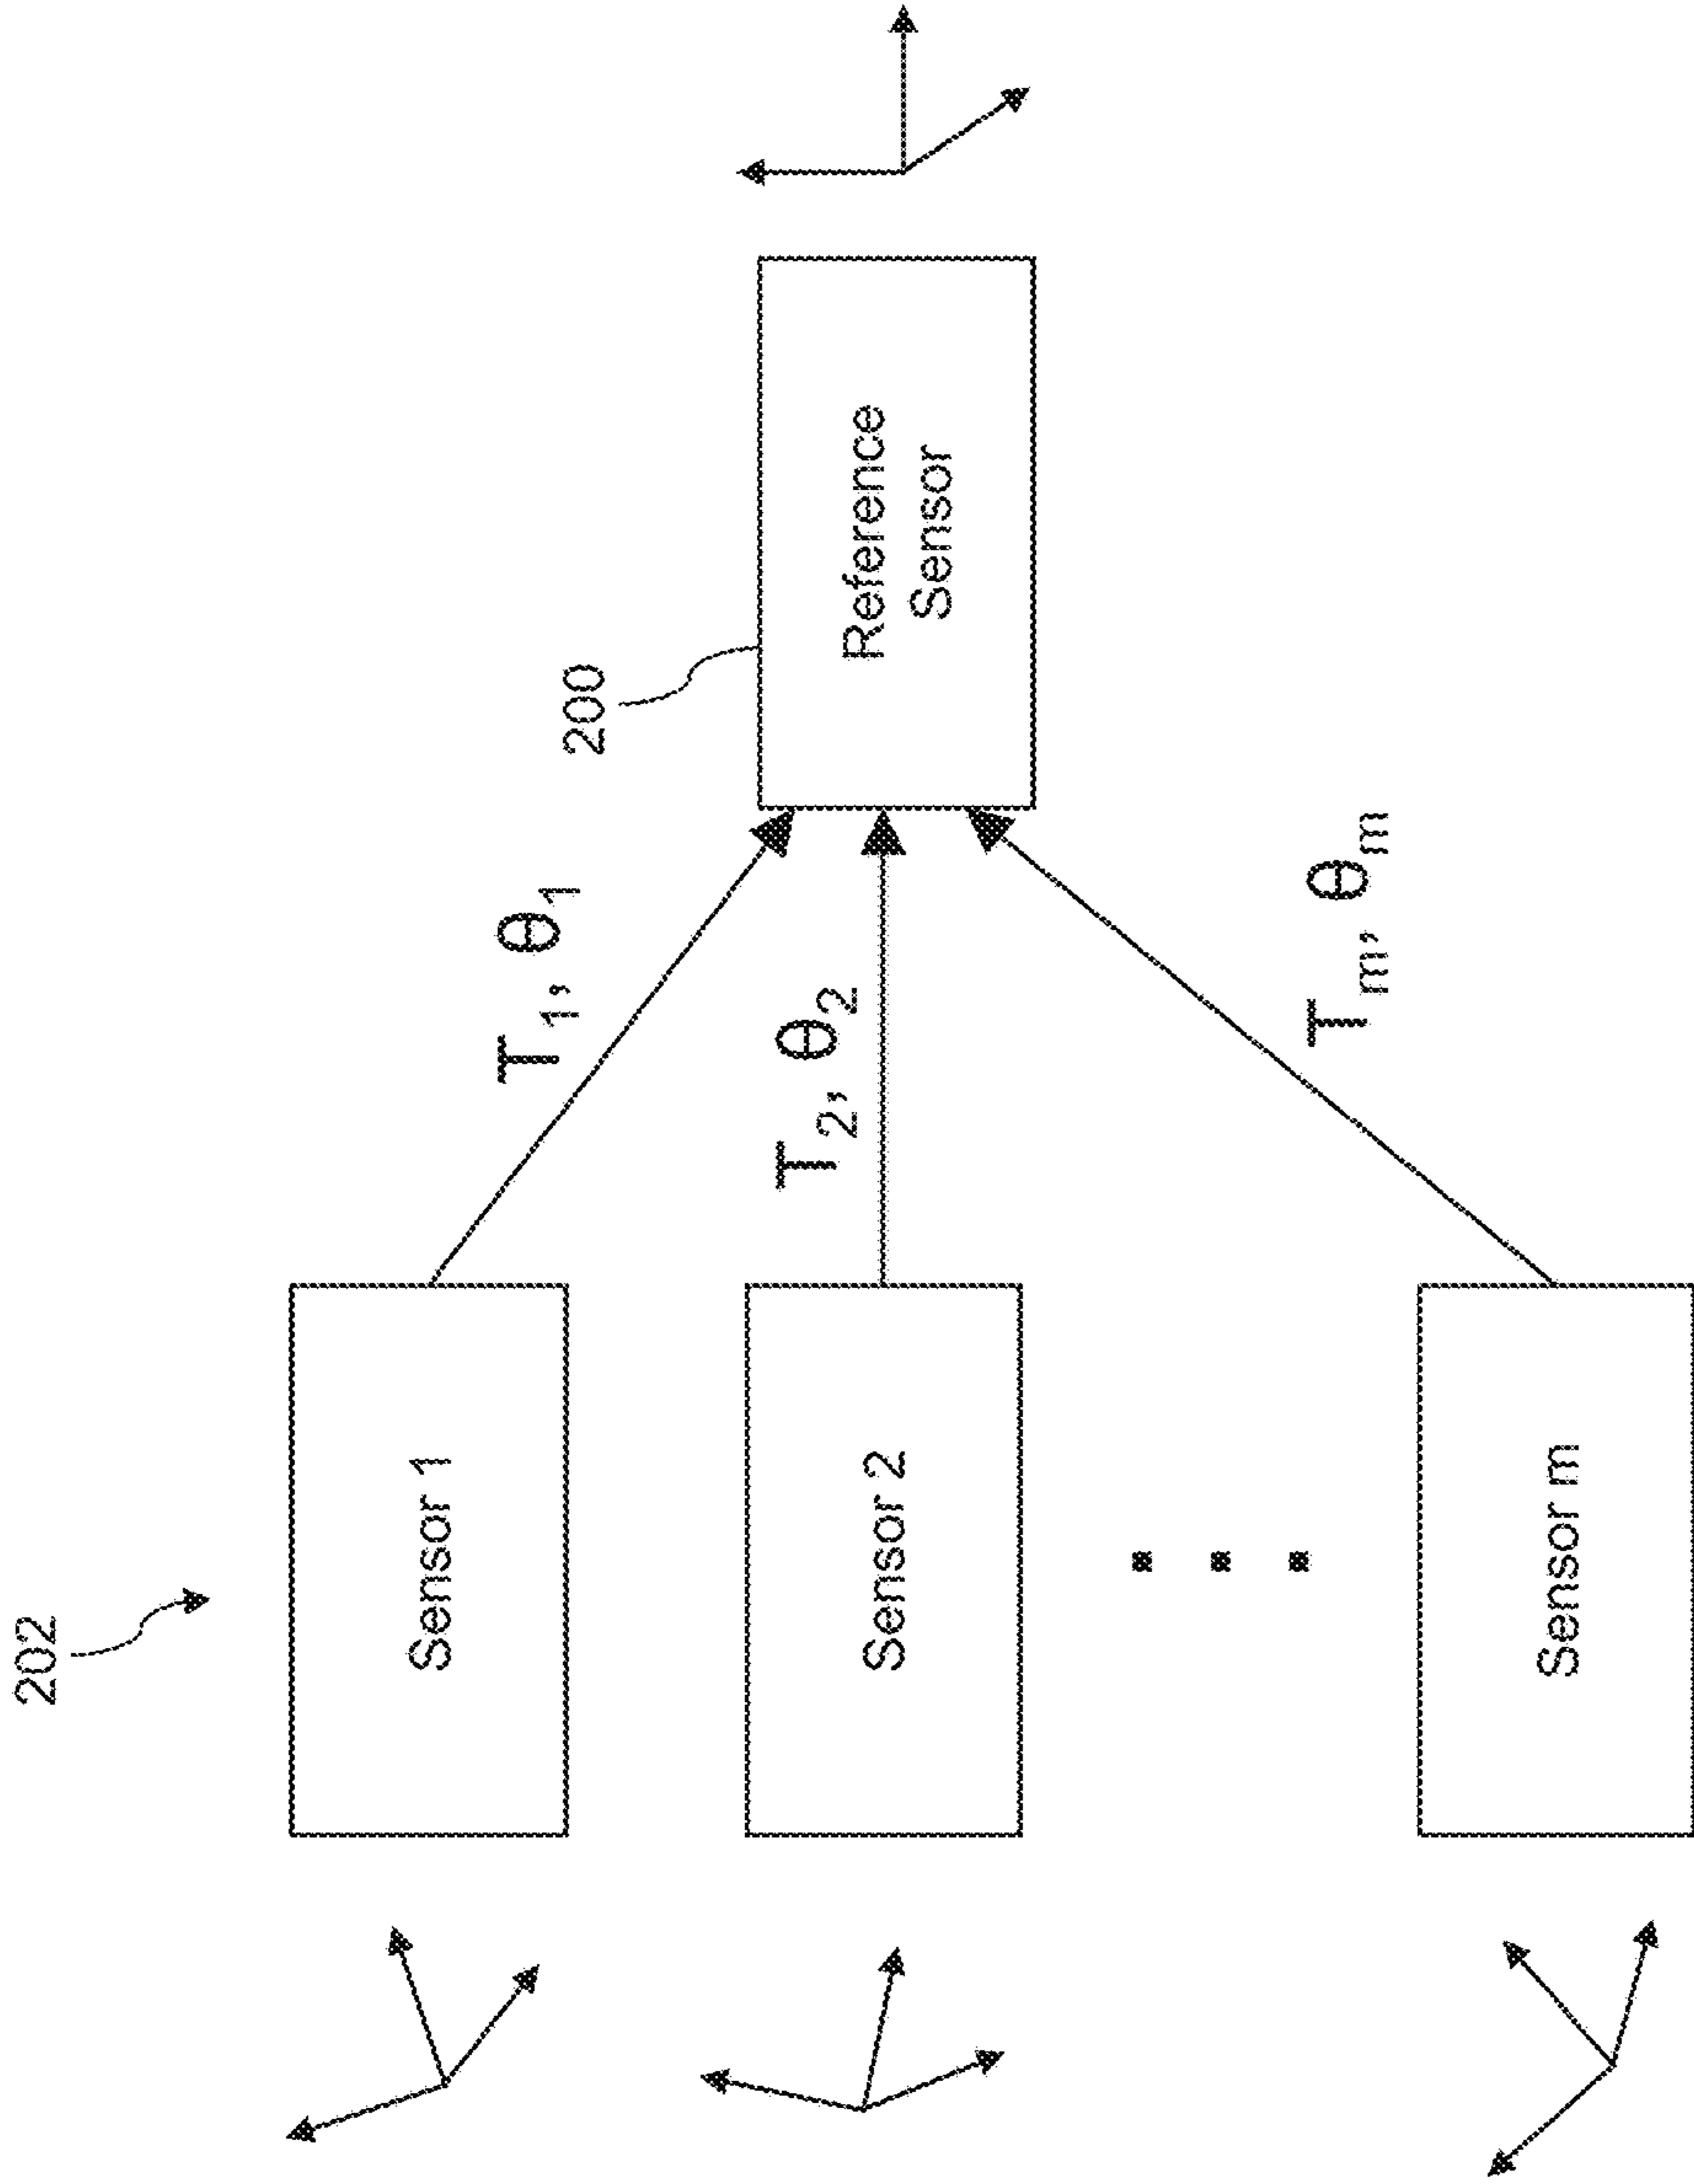 202
Sensor 1
T1, θ1
200
Reference
Sensor
Sensor 2
T2, θ2
Sensor m
Tm, θm